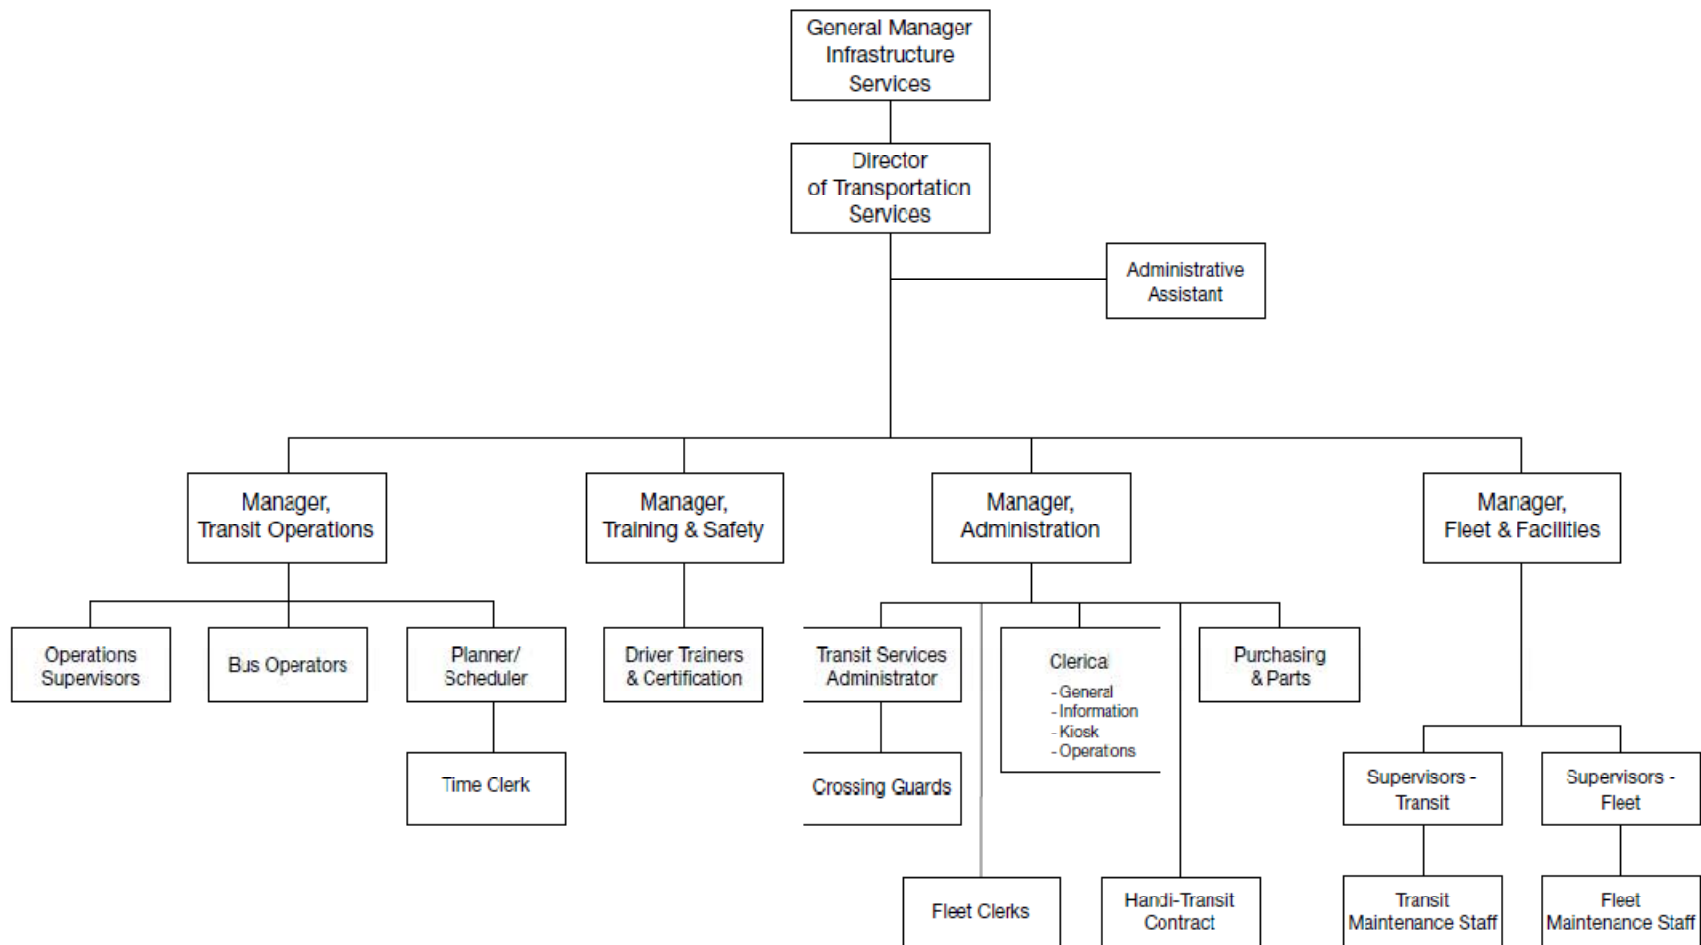 General Manager
Infrastructure
Services
Director
of Transportation
Services
Administrative
Assistant
Manager,
Transit Operations
Manager,
Training & Safety
Manager,
Administration
Manager,
Fleet & Facilities
Operations
Supervisors
Bus Operators
Planner/
Scheduler
Driver Trainers
& Certification
Transit Services
Administrator
Clerical
- General
- Information
- Kiosk
- Operations
Purchasing
& Parts
Time Clerk
Crossing Guards
Supervisors -
Transit
Supervisors -
Fleet
Fleet Clerks
Handi-Transit
Contract
Transit
Maintenance Staff
Fleet
Maintenance Staff